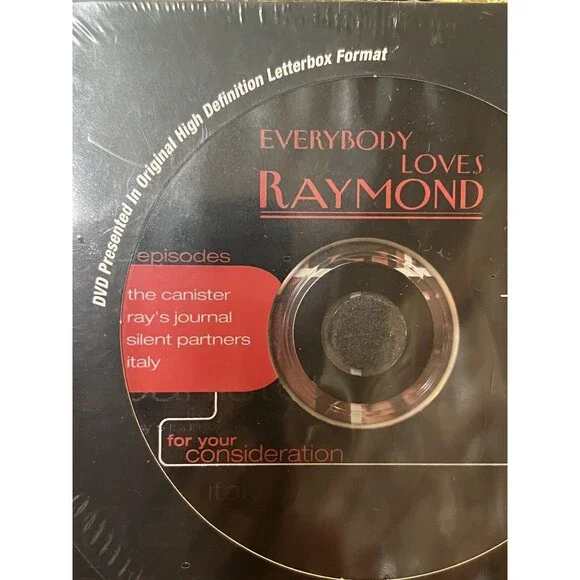 DVD Presented In Original High Definition Letterbox Format
EVERYBODY
LOVES
RAYMOND
episodes
the canister
ray's journal
silent partners
italy
for your
consideration
ital